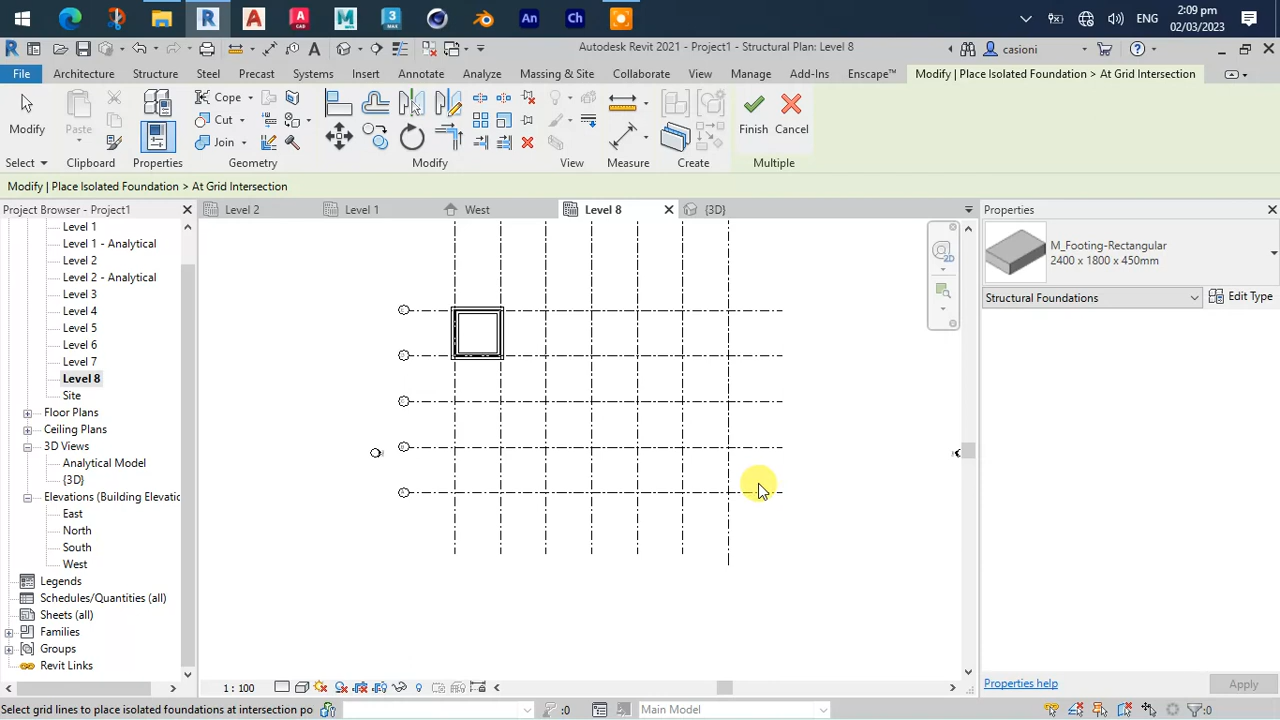 2:09 pm
ENG
02/03/2023
An
Ch
Autodesk Revit 2021 - Project1 - Structural Plan: Level 8
casioni
File
Architecture
Structure
Steel
Precast
Systems
Insert
Annotate
Analyze
Massing & Site
Collaborate
View
Manage
Add-Ins
Enscape™
Modify | Place Isolated Foundation > At Grid Intersection
Modify
Paste
Cope
Cut
Join
Finish
Cancel
Select
Clipboard
Properties
Geometry
Modify
View
Measure
Create
Multiple
Modify | Place Isolated Foundation > At Grid Intersection
Project Browser - Project1
Level 2
Level 1
West
Level 8
{3D}
Properties
Level 1
Level 1 - Analytical
Level 2
Level 2 - Analytical
Level 3
Level 4
Level 5
Level 6
Level 7
Level 8
Site
Floor Plans
Ceiling Plans
3D Views
Analytical Model
{3D}
Elevations (Building Elevatio
East
North
South
West
Legends
Schedules/Quantities (all)
Sheets (all)
Families
Groups
Revit Links
2D
M_Footing-Rectangular
2400 x 1800 x 450mm
Structural Foundations
Edit Type
Properties help
Apply
1 : 100
Select grid lines to place isolated foundations at intersection po
:0
Main Model
:0